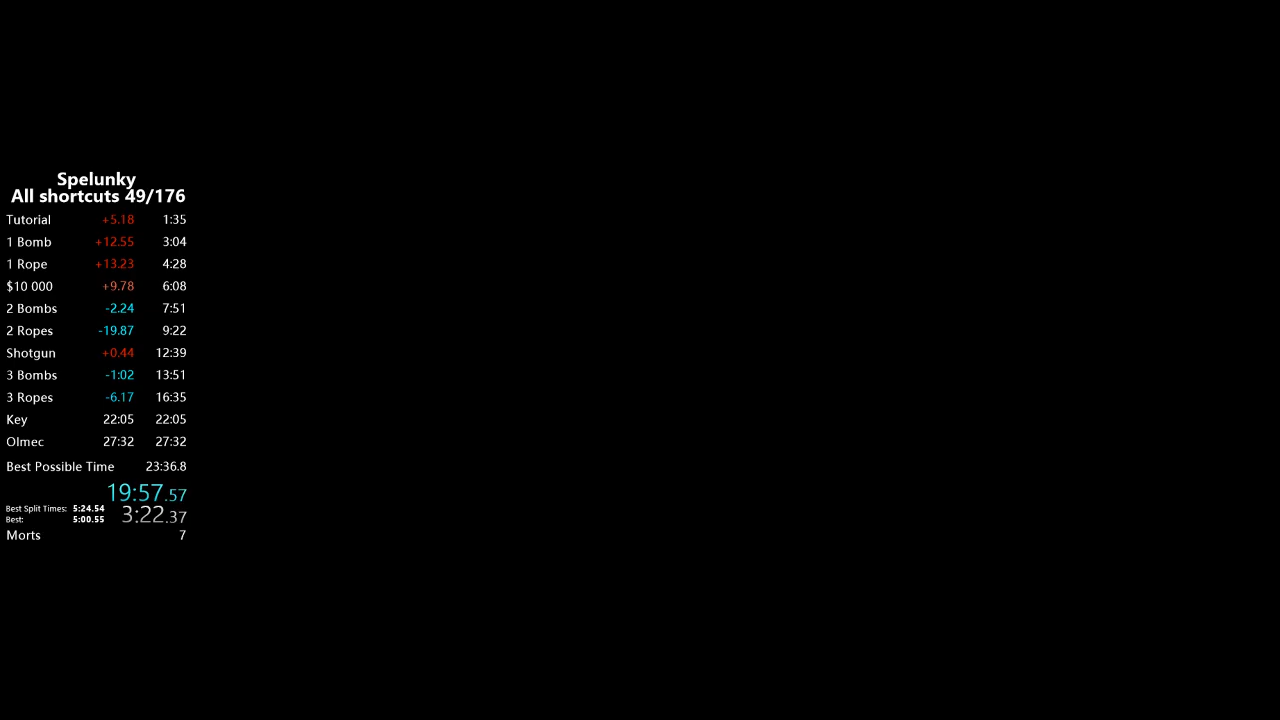 Spelunky
All shortcuts 49/176
Tutorial +5.18 1:35
1 Bomb +12.55 3:04
1 Rope +13.23 4:28
$10 000 +9.78 6:08
2 Bombs -2.24 7:51
2 Ropes -19.87 9:22
Shotgun +0.44 12:39
3 Bombs -1:02 13:51
3 Ropes -6.17 16:35
Key 22:05 22:05
Olmec 27:32 27:32
Best Possible Time 23:36.8
19:57.57
Best Split Times: 5:24.54
Best: 5:00.55
3:22.37
Morts 7